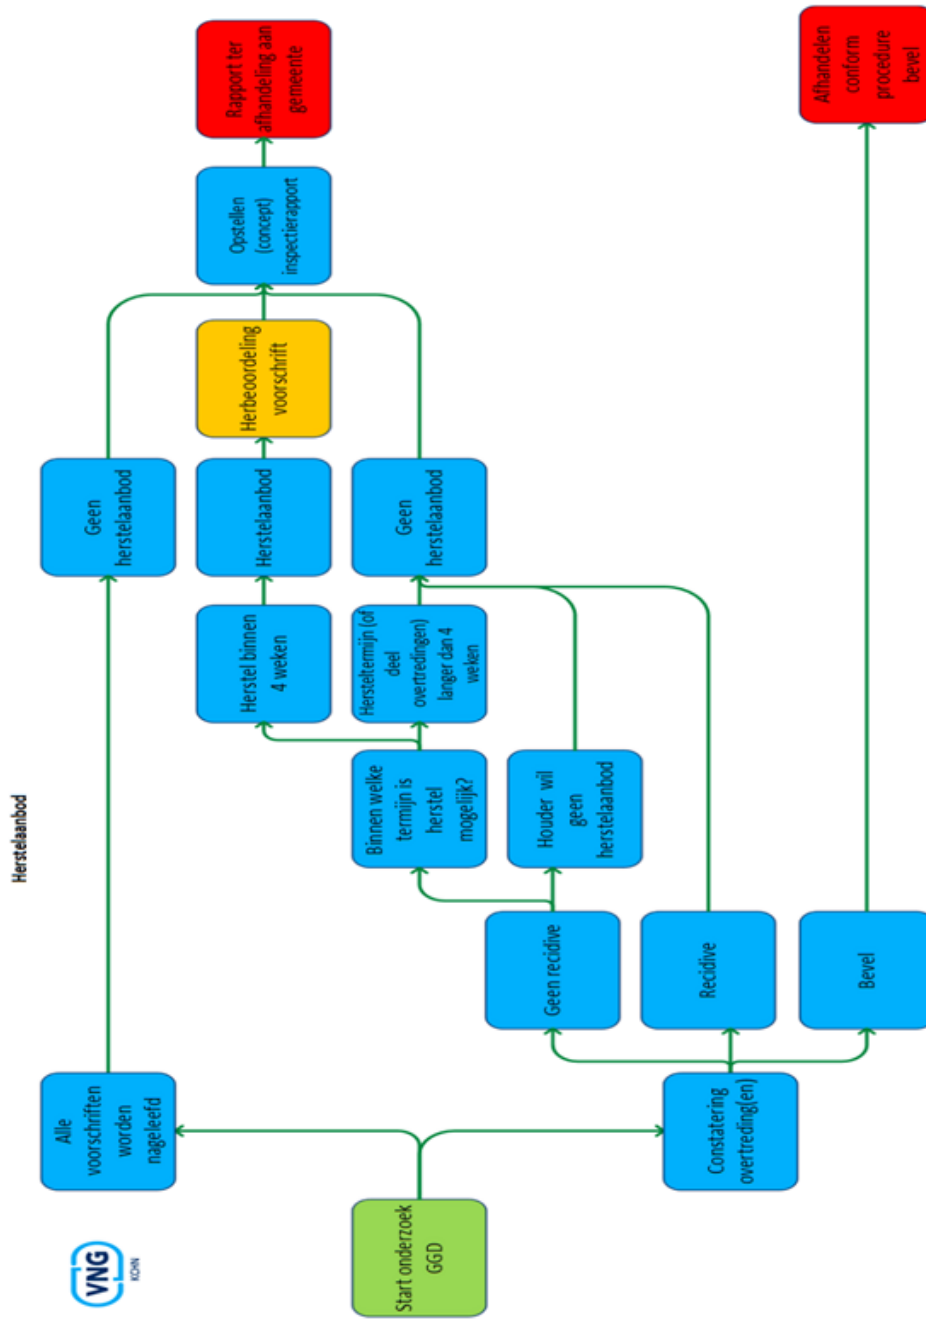 Herstelaanbod
VNG
KCHN
Start onderzoek
GGD
Alle
voorschriften
worden
nageleefd
Constatering
overtreding(en)
Geen recidive
Recidive
Bevel
Binnen welke
termijn is
herstel
mogelijk?
Houder wil
geen
herstelaanbod
Herstel binnen
4 weken
Hersteltermijn (of
deel
overtredingen)
langer dan 4
weken
Geen
herstelaanbod
Herstelaanbod
Geen
herstelaanbod
Herbeoordeling
voorschrift
Opstellen
(concept)
inspectierapport
Rapport ter
afhandeling aan
gemeente
Afhandelen
conform
procedure
bevel